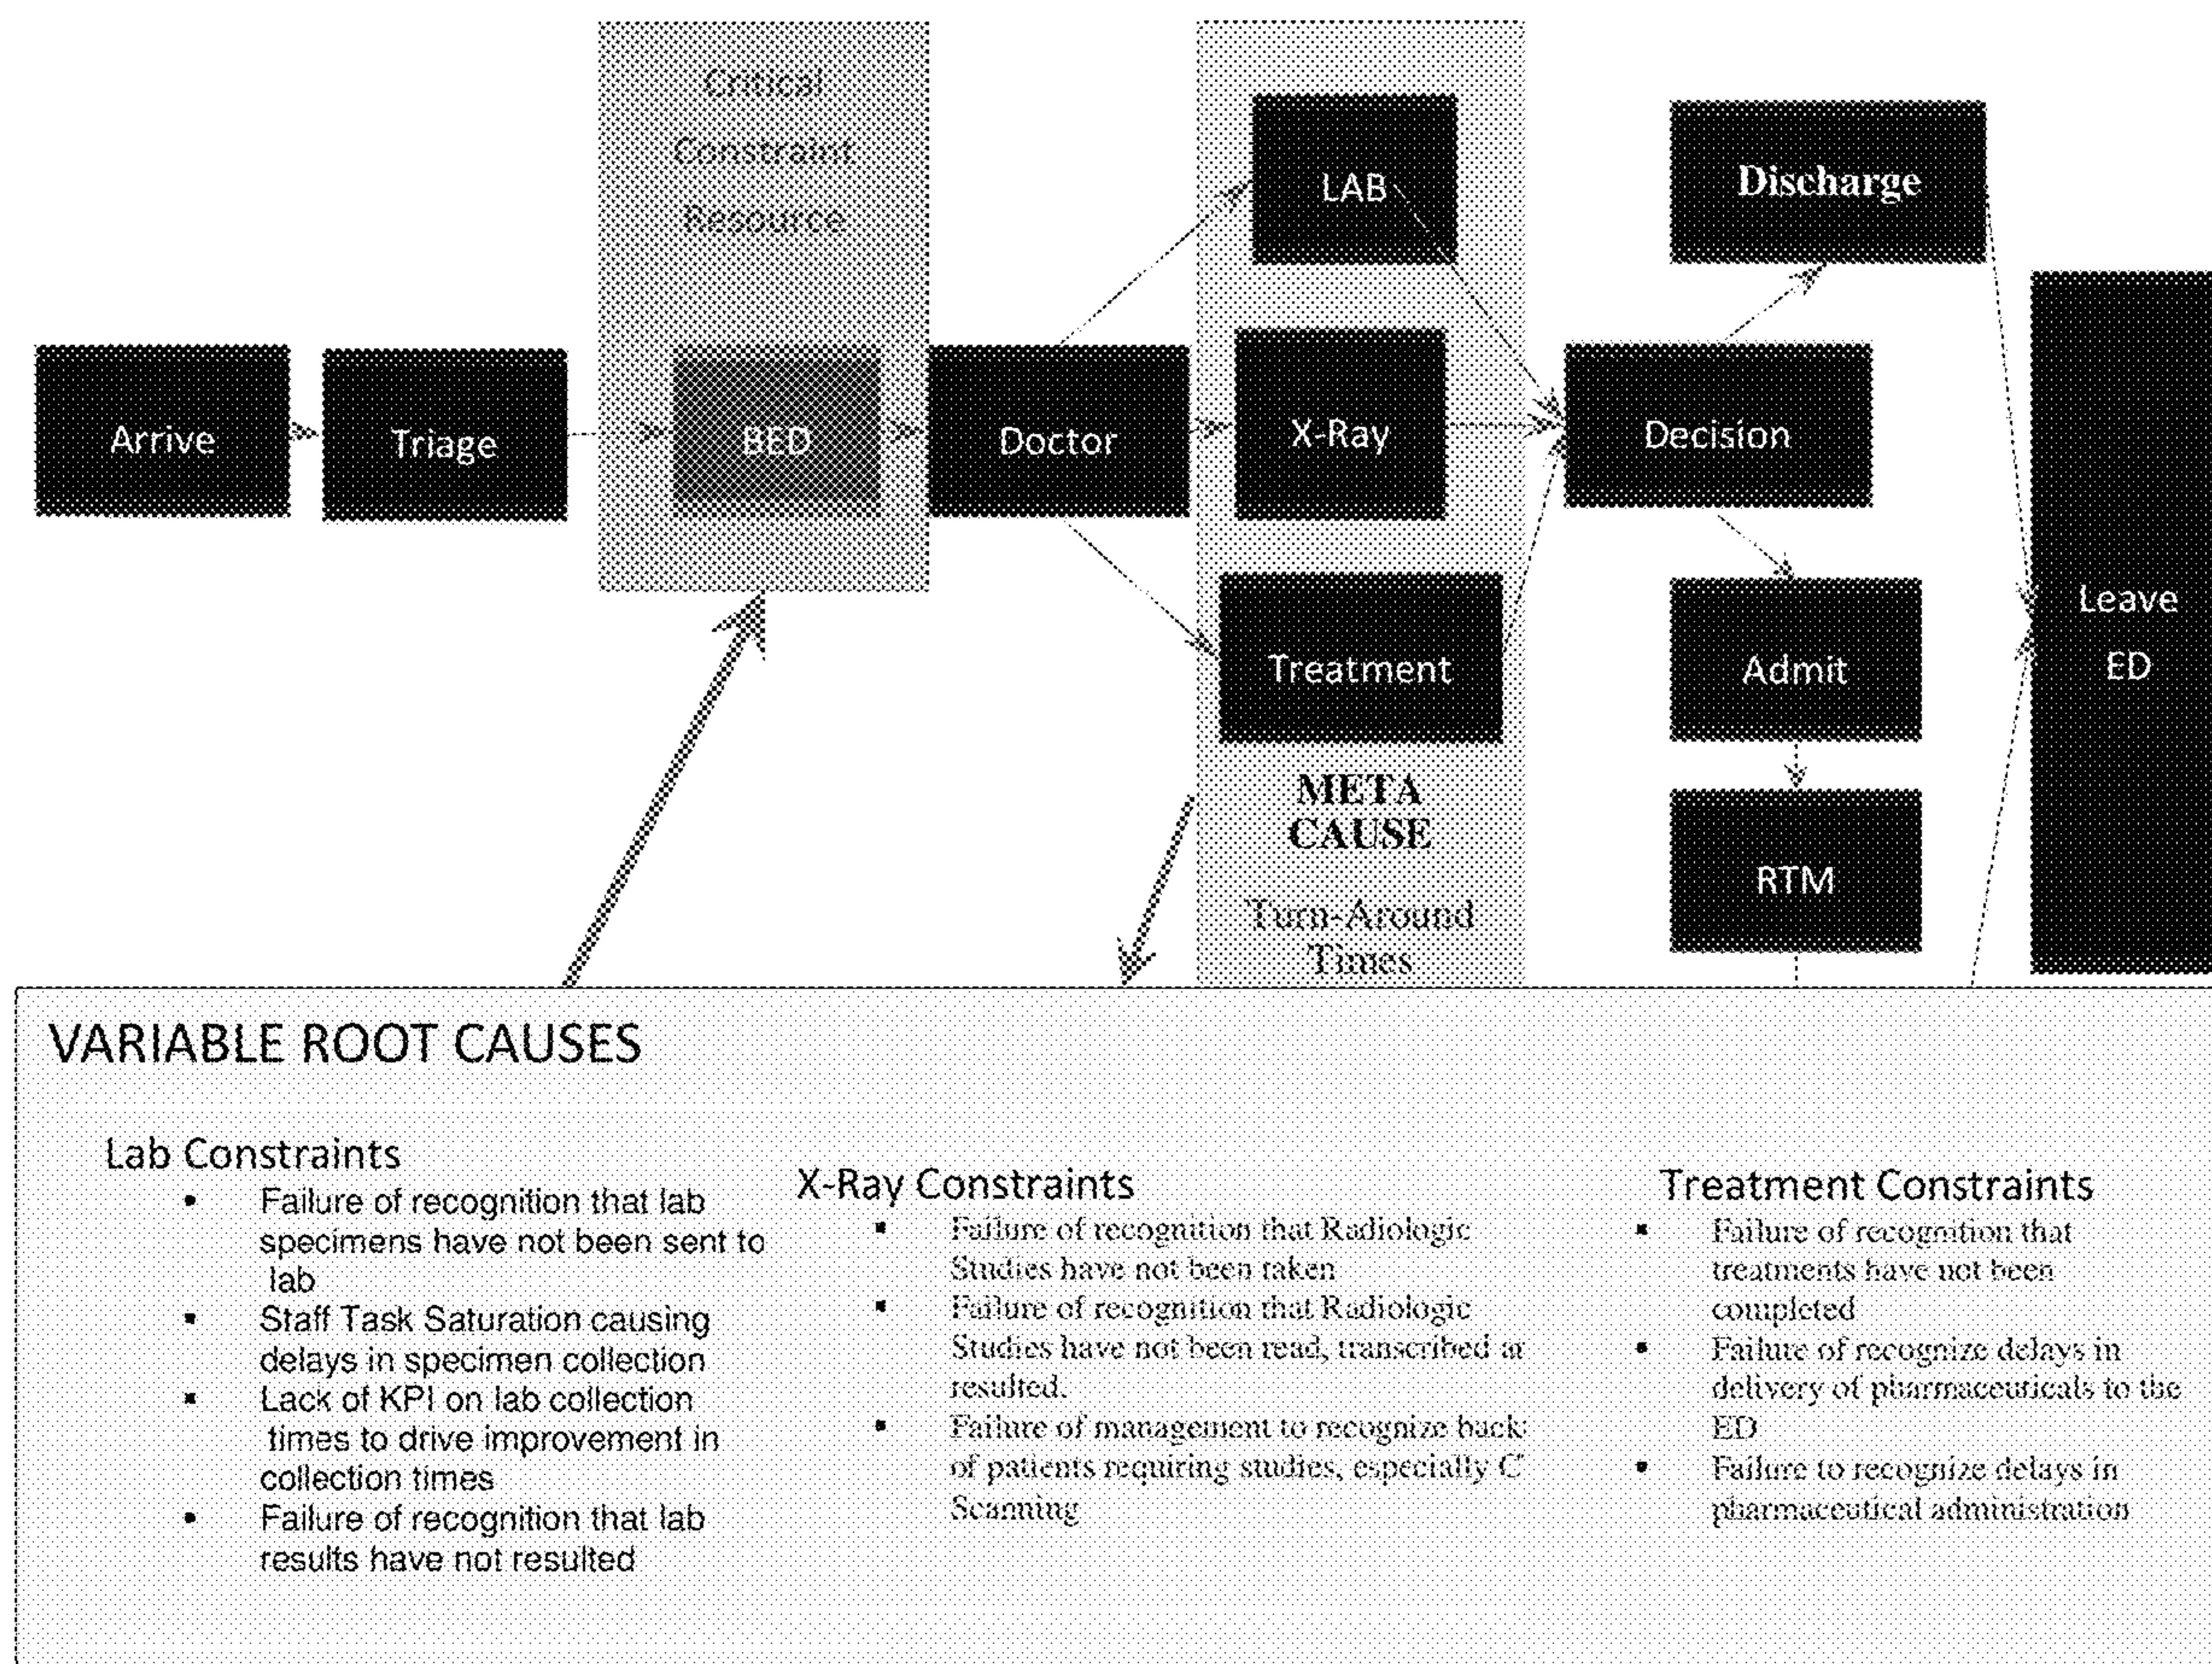 Critical
Constraint
Resource
LAB
Discharge
Arrive
Triage
BED
Doctor
X-Ray
Decision
Treatment
Admit
Leave
ED
META
CAUSE
RTM
Turn-Around
Times
VARIABLE ROOT CAUSES
Lab Constraints
▪ Failure of recognition that lab
specimens have not been sent to
lab
▪ Staff Task Saturation causing
delays in specimen collection
▪ Lack of KPI on lab collection
times to drive improvement in
collection times
▪ Failure of recognition that lab
results have not resulted
X-Ray Constraints
▪ Failure of recognition that Radiologic
Studies have not been taken
▪ Failure of recognition that Radiologic
Studies have not been read, transcribed ar
resulted.
▪ Failure of management to recognize back
of patients requiring studies, especially C
Scanning
Treatment Constraints
▪ Failure of recognition that
treatments have not been
completed
▪ Failure of recognize delays in
delivery of pharmaceuticals to the
ED
▪ Failure to recognize delays in
pharmaceutical administration